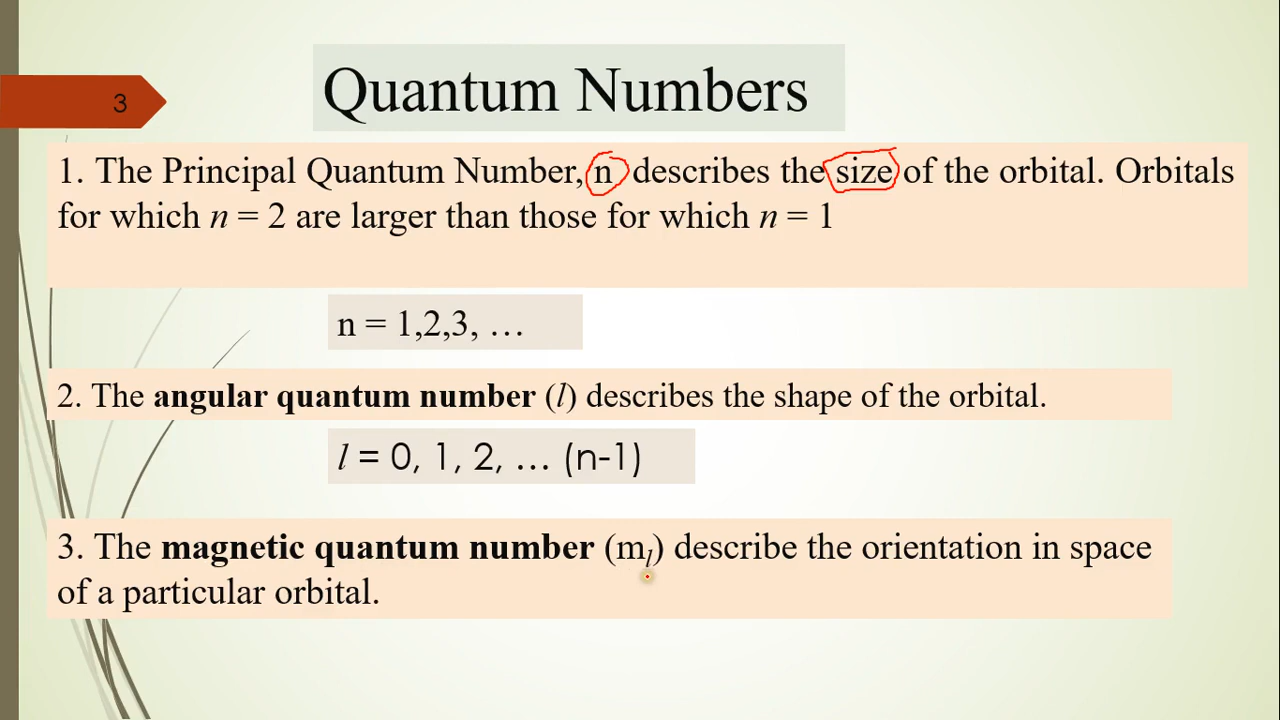 3
Quantum Numbers
1. The Principal Quantum Number, n describes the size of the orbital. Orbitals
for which n = 2 are larger than those for which n = 1
n = 1,2,3, …
2. The angular quantum number (l) describes the shape of the orbital.
l = 0, 1, 2, … (n-1)
3. The magnetic quantum number (mₗ) describe the orientation in space
of a particular orbital.